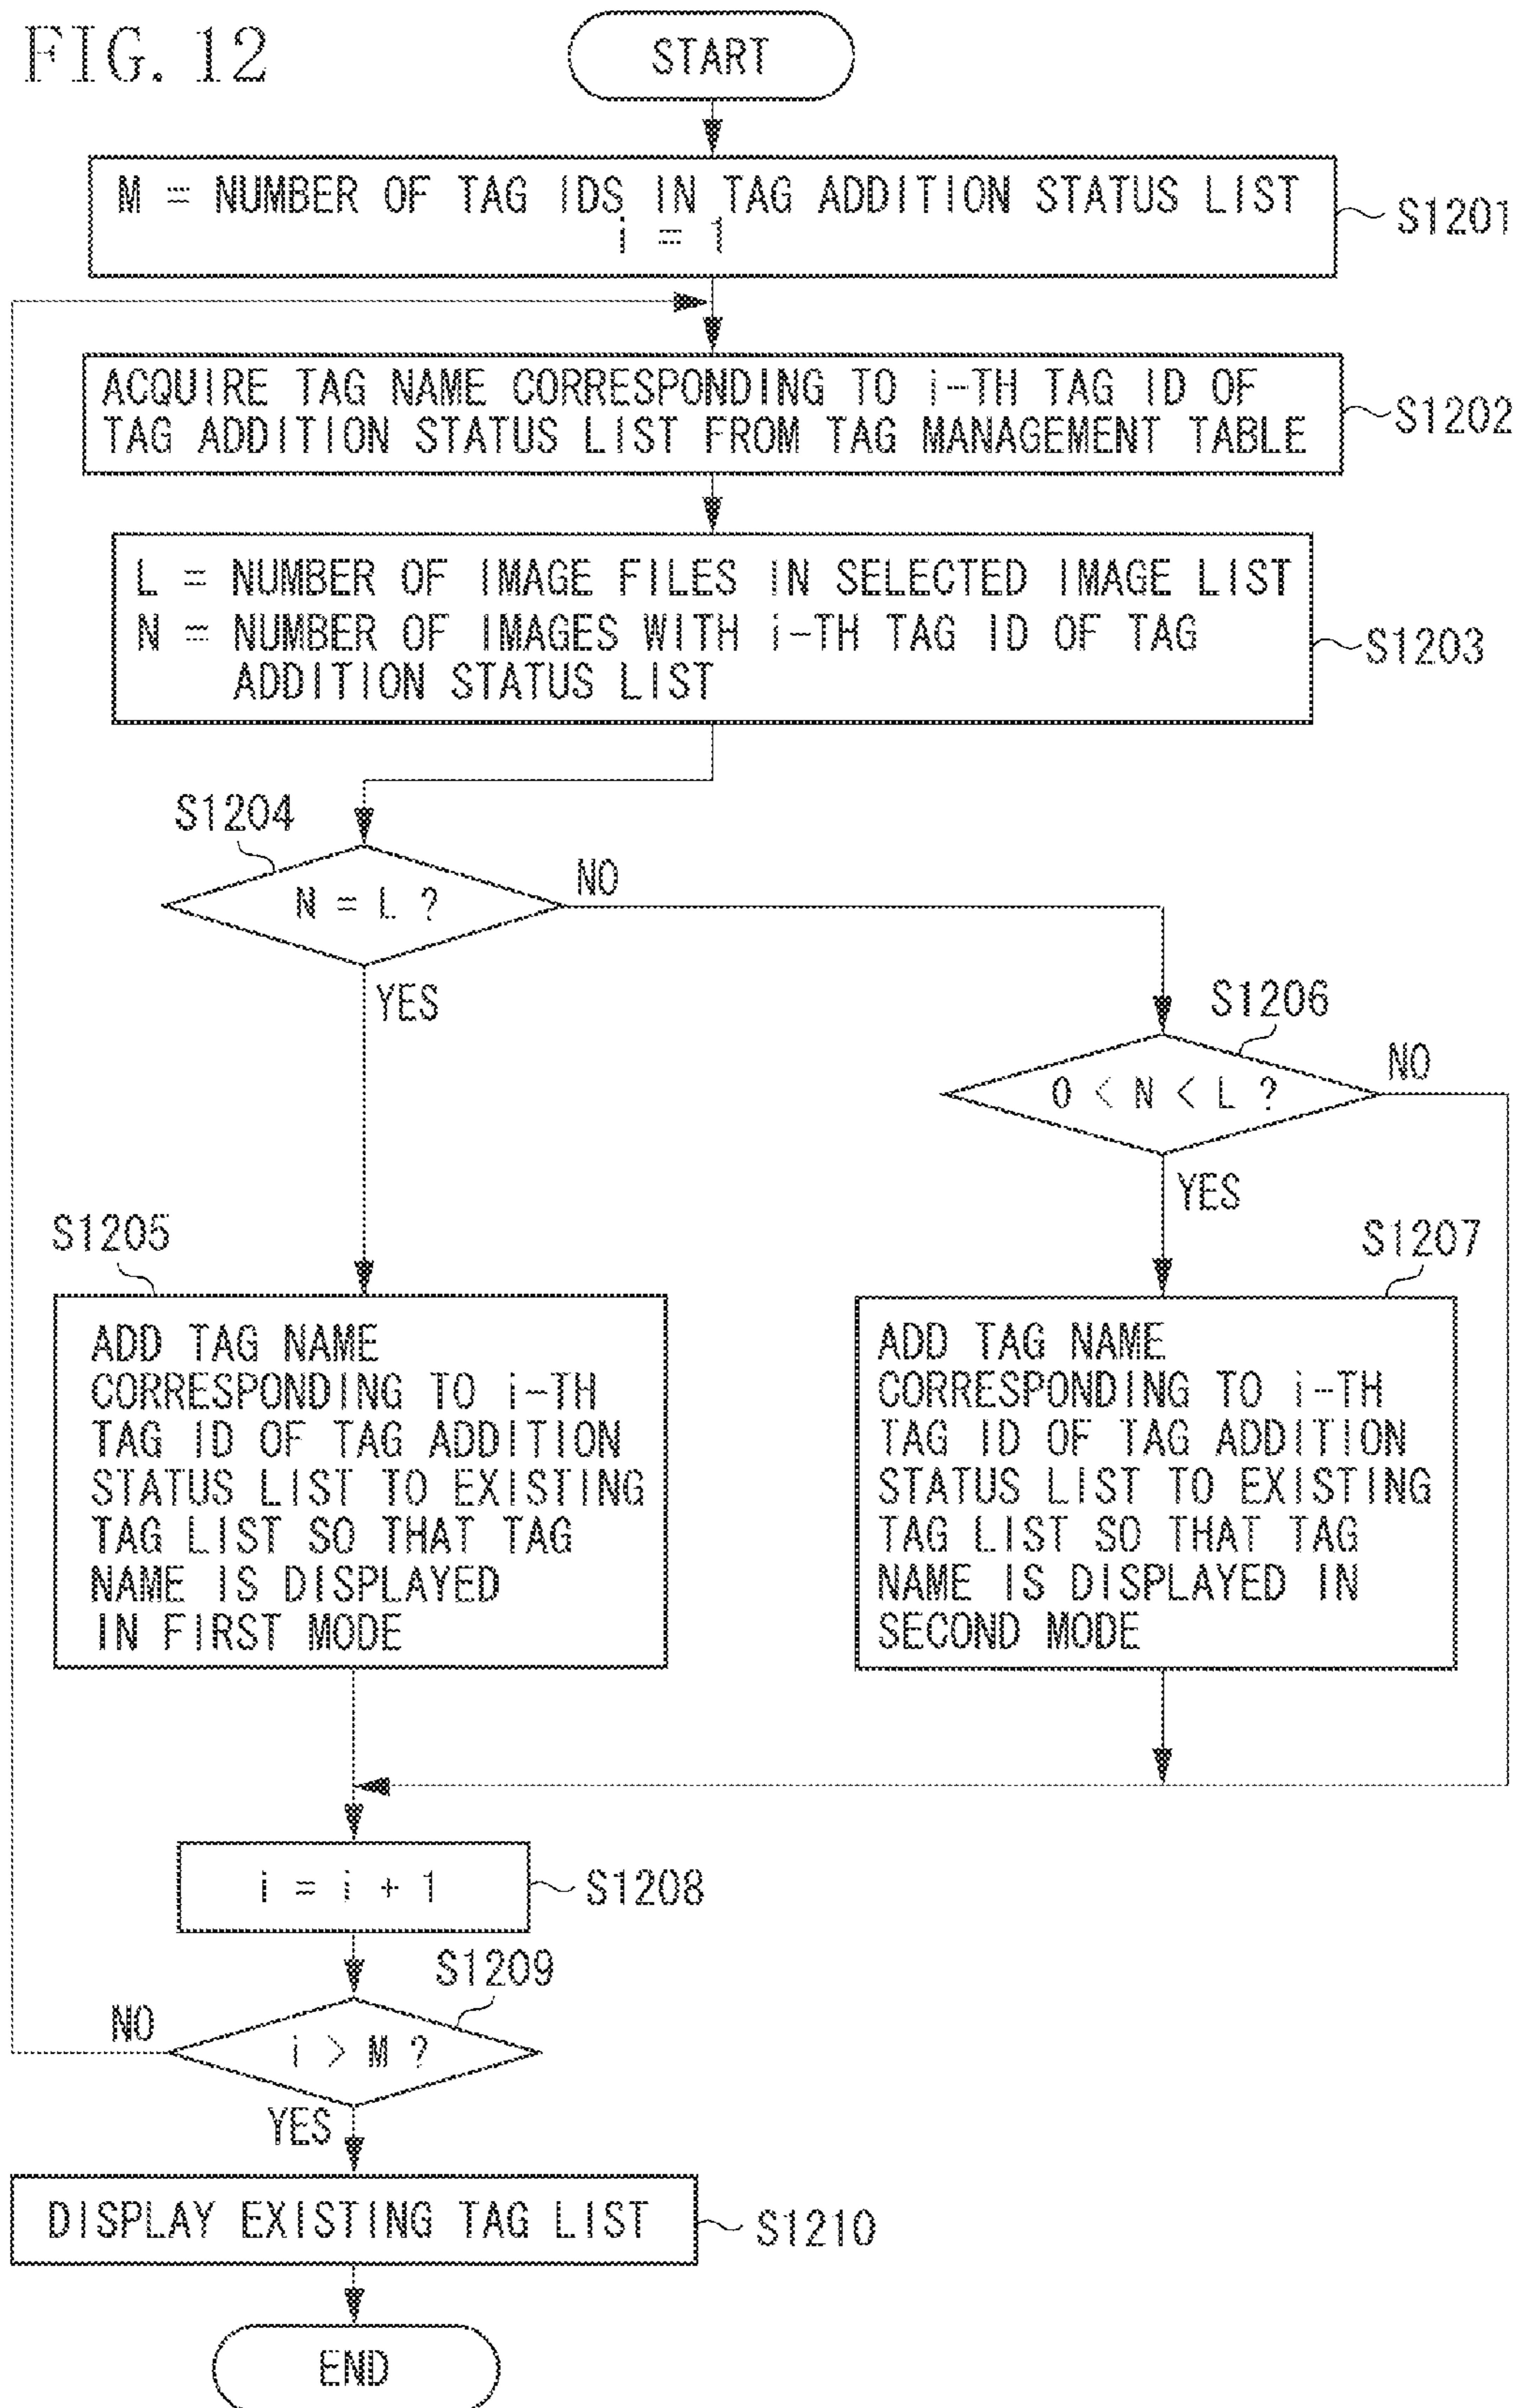 FIG. 12
START
M = NUMBER OF TAG IDS IN TAG ADDITION STATUS LIST
i = 1
S1201
ACQUIRE TAG NAME CORRESPONDING TO i-TH TAG ID OF
TAG ADDITION STATUS LIST FROM TAG MANAGEMENT TABLE
S1202
L = NUMBER OF IMAGE FILES IN SELECTED IMAGE LIST
N = NUMBER OF IMAGES WITH i-TH TAG ID OF TAG
ADDITION STATUS LIST
S1203
S1204
N = L ?
NO
YES
S1206
0 < N < L ?
NO
YES
S1205
ADD TAG NAME
CORRESPONDING TO i-TH
TAG ID OF TAG ADDITION
STATUS LIST TO EXISTING
TAG LIST SO THAT TAG
NAME IS DISPLAYED
IN FIRST MODE
S1207
ADD TAG NAME
CORRESPONDING TO i-TH
TAG ID OF TAG ADDITION
STATUS LIST TO EXISTING
TAG LIST SO THAT TAG
NAME IS DISPLAYED IN
SECOND MODE
i = i + 1
S1208
S1209
i > M ?
NO
YES
DISPLAY EXISTING TAG LIST
S1210
END